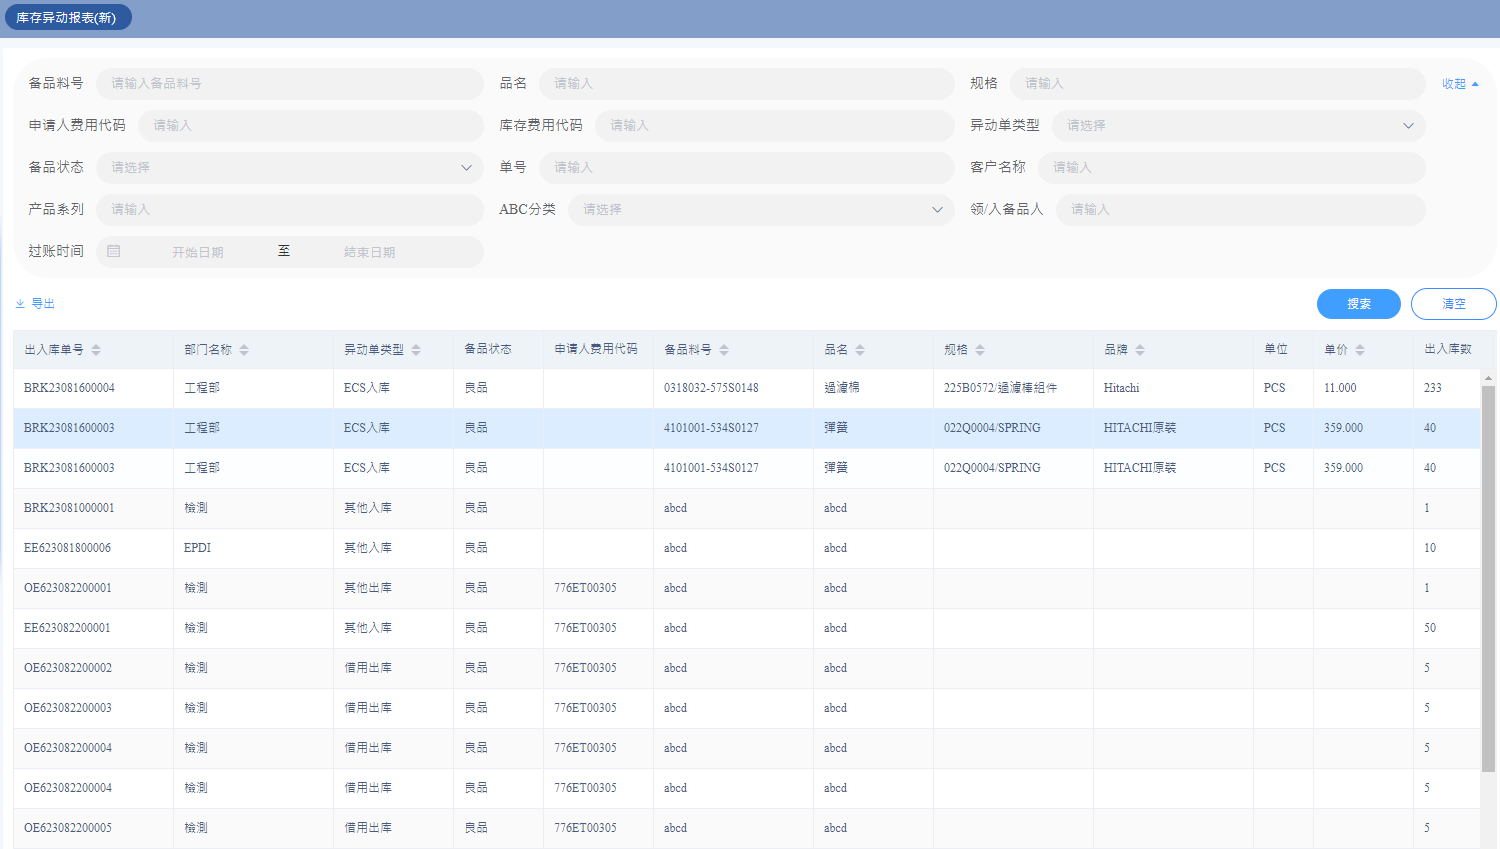 库存异动报表(新)
备品料号 请输入备品料号 品名 请输入 规格 请输入 收起
申请人费用代码 请输入 库存费用代码 请输入 异动单类型 请选择
备品状态 请选择 单号 请输入 客户名称 请输入
产品系列 请输入 ABC分类 请选择 领/入备品人 请输入
过账时间 开始日期 至 结束日期
导出 搜索 清空
出入库单号 部门名称 异动单类型 备品状态 申请人费用代码 备品料号 品名 规格 品牌 单位 单价 出入库数
BRK23081600004 工程部 ECS入库 良品 0318032-575S0148 過濾棉 225B0572/過濾棒組件 Hitachi PCS 11.000 233
BRK23081600003 工程部 ECS入库 良品 4101001-534S0127 彈簧 022Q0004/SPRING HITACHI原裝 PCS 359.000 40
BRK23081600003 工程部 ECS入库 良品 4101001-534S0127 彈簧 022Q0004/SPRING HITACHI原裝 PCS 359.000 40
BRK23081000001 檢測 其他入库 良品 abcd abcd 1
EE623081800006 EPDI 其他入库 良品 abcd abcd 10
OE623082200001 檢測 其他出库 良品 776ET00305 abcd abcd 1
EE623082200001 檢測 其他入库 良品 776ET00305 abcd abcd 50
OE623082200002 檢測 借用出库 良品 776ET00305 abcd abcd 5
OE623082200003 檢測 借用出库 良品 776ET00305 abcd abcd 5
OE623082200004 檢測 借用出库 良品 776ET00305 abcd abcd 5
OE623082200004 檢測 借用出库 良品 776ET00305 abcd abcd 5
OE623082200005 檢測 借用出库 良品 776ET00305 abcd abcd 5